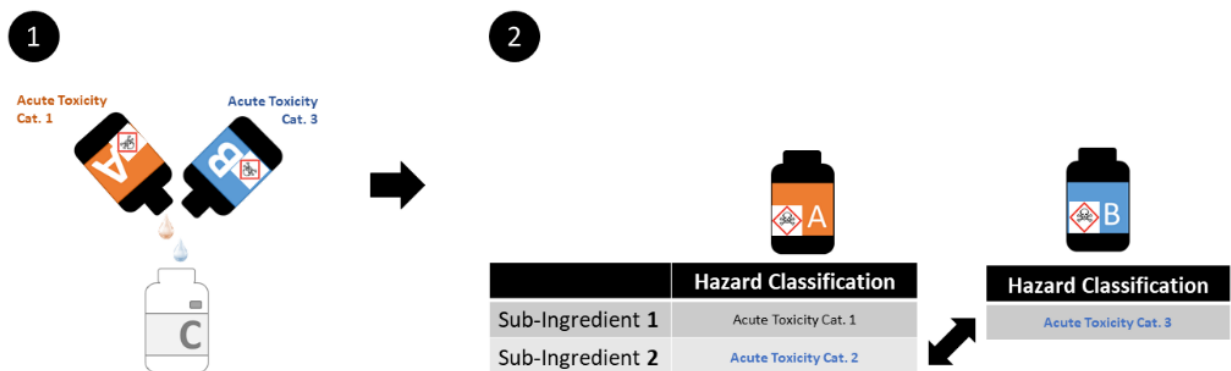 1
2
Acute Toxicity
Cat. 1
Acute Toxicity
Cat. 3
A
B
C
A
B
Hazard Classification
Hazard Classification
Sub-Ingredient 1
Acute Toxicity Cat. 1
Acute Toxicity Cat. 3
Sub-Ingredient 2
Acute Toxicity Cat. 2